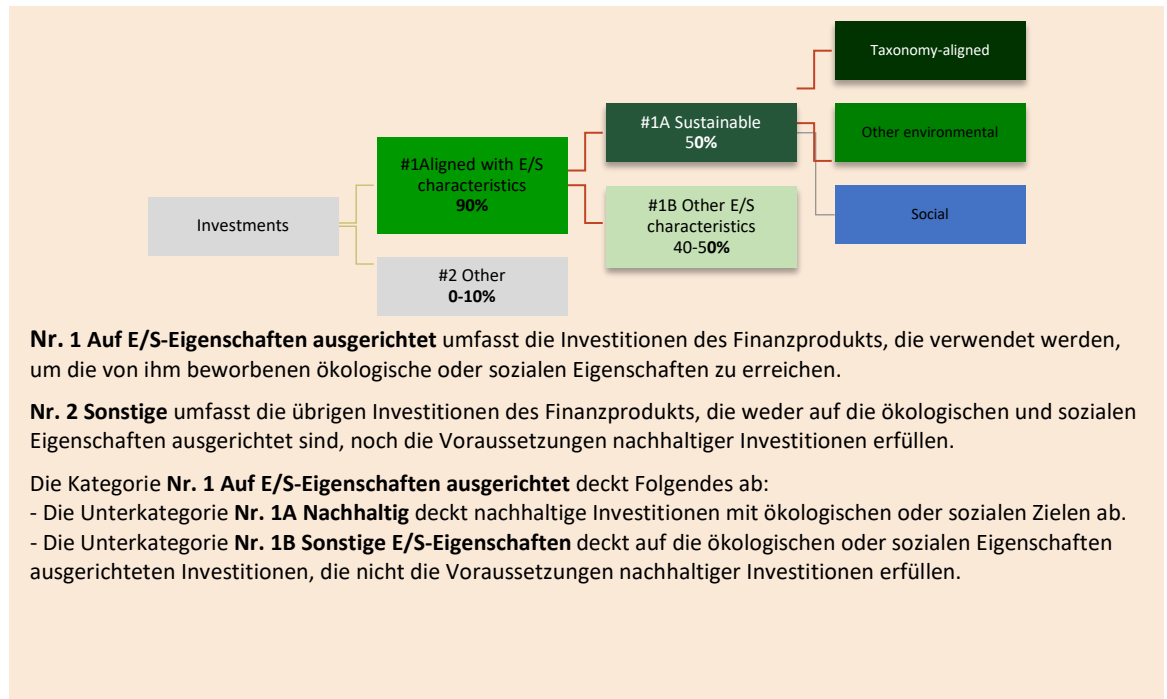 Taxonomy-aligned
#1A Sustainable
50%
Other environmental
#1Aligned with E/S
characteristics
90%
#1B Other E/S
characteristics
40-50%
Social
Investments
#2 Other
0-10%
Nr. 1 Auf E/S-Eigenschaften ausgerichtet umfasst die Investitionen des Finanzprodukts, die verwendet werden,
um die von ihm beworbenen ökologische oder sozialen Eigenschaften zu erreichen.
Nr. 2 Sonstige umfasst die übrigen Investitionen des Finanzprodukts, die weder auf die ökologischen und sozialen
Eigenschaften ausgerichtet sind, noch die Voraussetzungen nachhaltiger Investitionen erfüllen.
Die Kategorie Nr. 1 Auf E/S-Eigenschaften ausgerichtet deckt Folgendes ab:
- Die Unterkategorie Nr. 1A Nachhaltig deckt nachhaltige Investitionen mit ökologischen oder sozialen Zielen ab.
- Die Unterkategorie Nr. 1B Sonstige E/S-Eigenschaften deckt auf die ökologischen oder sozialen Eigenschaften
ausgerichteten Investitionen, die nicht die Voraussetzungen nachhaltiger Investitionen erfüllen.